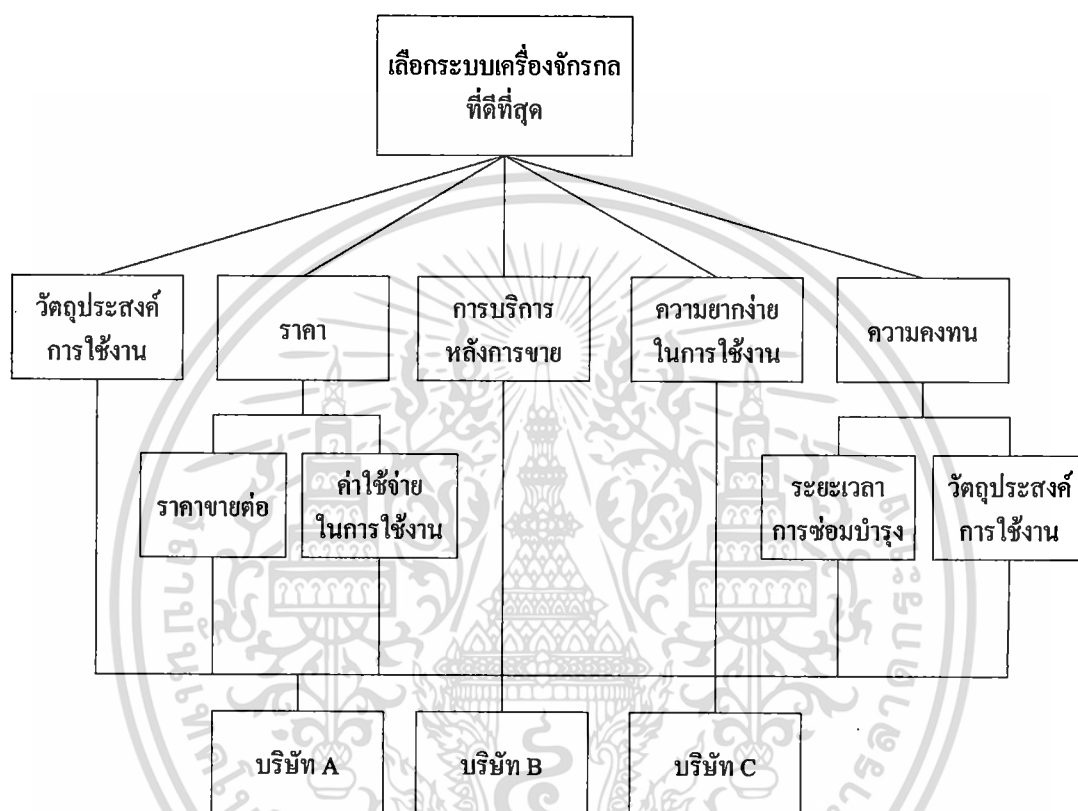 เลือกระบบเครื่องจักรกล
ที่ดีที่สุด
วัตถุประสงค์
การใช้งาน
ราคา
การบริการ
หลังการขาย
ความยากง่าย
ในการใช้งาน
ความคงทน
ราคาขายต่อ
ค่าใช้จ่าย
ในการใช้งาน
ระยะเวลา
การซ่อมบำรุง
วัตถุประสงค์
การใช้งาน
บริษัท A
บริษัท B
บริษัท C